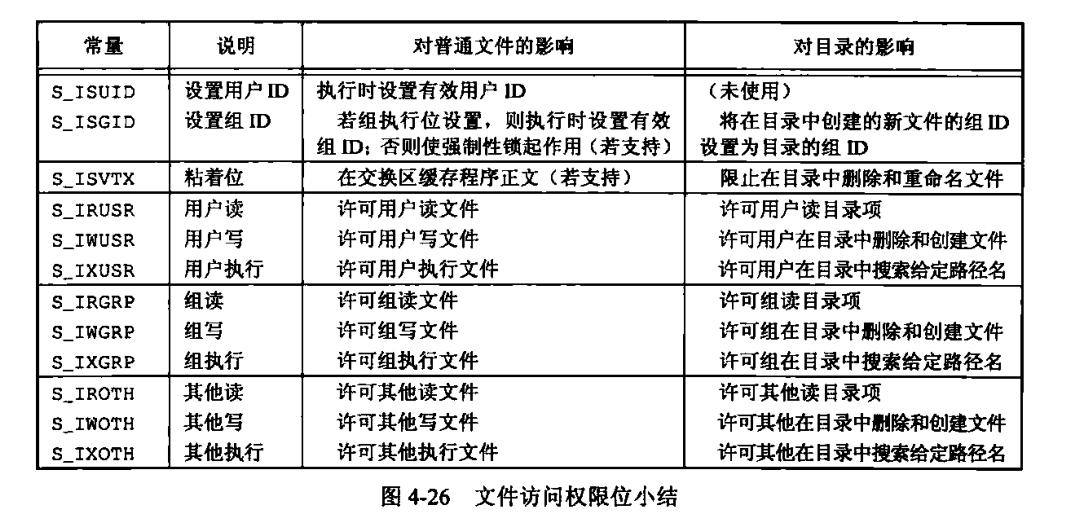 常量 说明 对普通文件的影响 对目录的影响
S_ISUID 设置用户ID 执行时设置有效用户 ID （未使用）
S_ISGID 设置组 ID 若组执行位设置，则执行时设置有效 将在目录中创建的新文件的组 ID
组 ID；否则使强制性锁起作用（若支持） 设置为目录的组 ID
S_ISVTX 粘着位 在交换区缓存程序正文（若支持） 限止在目录中删除和重命名文件
S_IRUSR 用户读 许可用户读文件 许可用户读目录项
S_IWUSR 用户写 许可用户写文件 许可用户在目录中删除和创建文件
S_IXUSR 用户执行 许可用户执行文件 许可用户在目录中搜索给定路径名
S_IRGRP 组读 许可组读文件 许可组读目录项
S_IWGRP 组写 许可组写文件 许可组在目录中删除和创建文件
S_IXGRP 组执行 许可组执行文件 许可组在目录中搜索给定路径名
S_IROTH 其他读 许可其他读文件 许可其他读目录项
S_IWOTH 其他写 许可其他写文件 许可其他在目录中删除和创建文件
S_IXOTH 其他执行 许可其他执行文件 许可其他在目录中搜索给定路径名
图 4-26 文件访问权限位小结